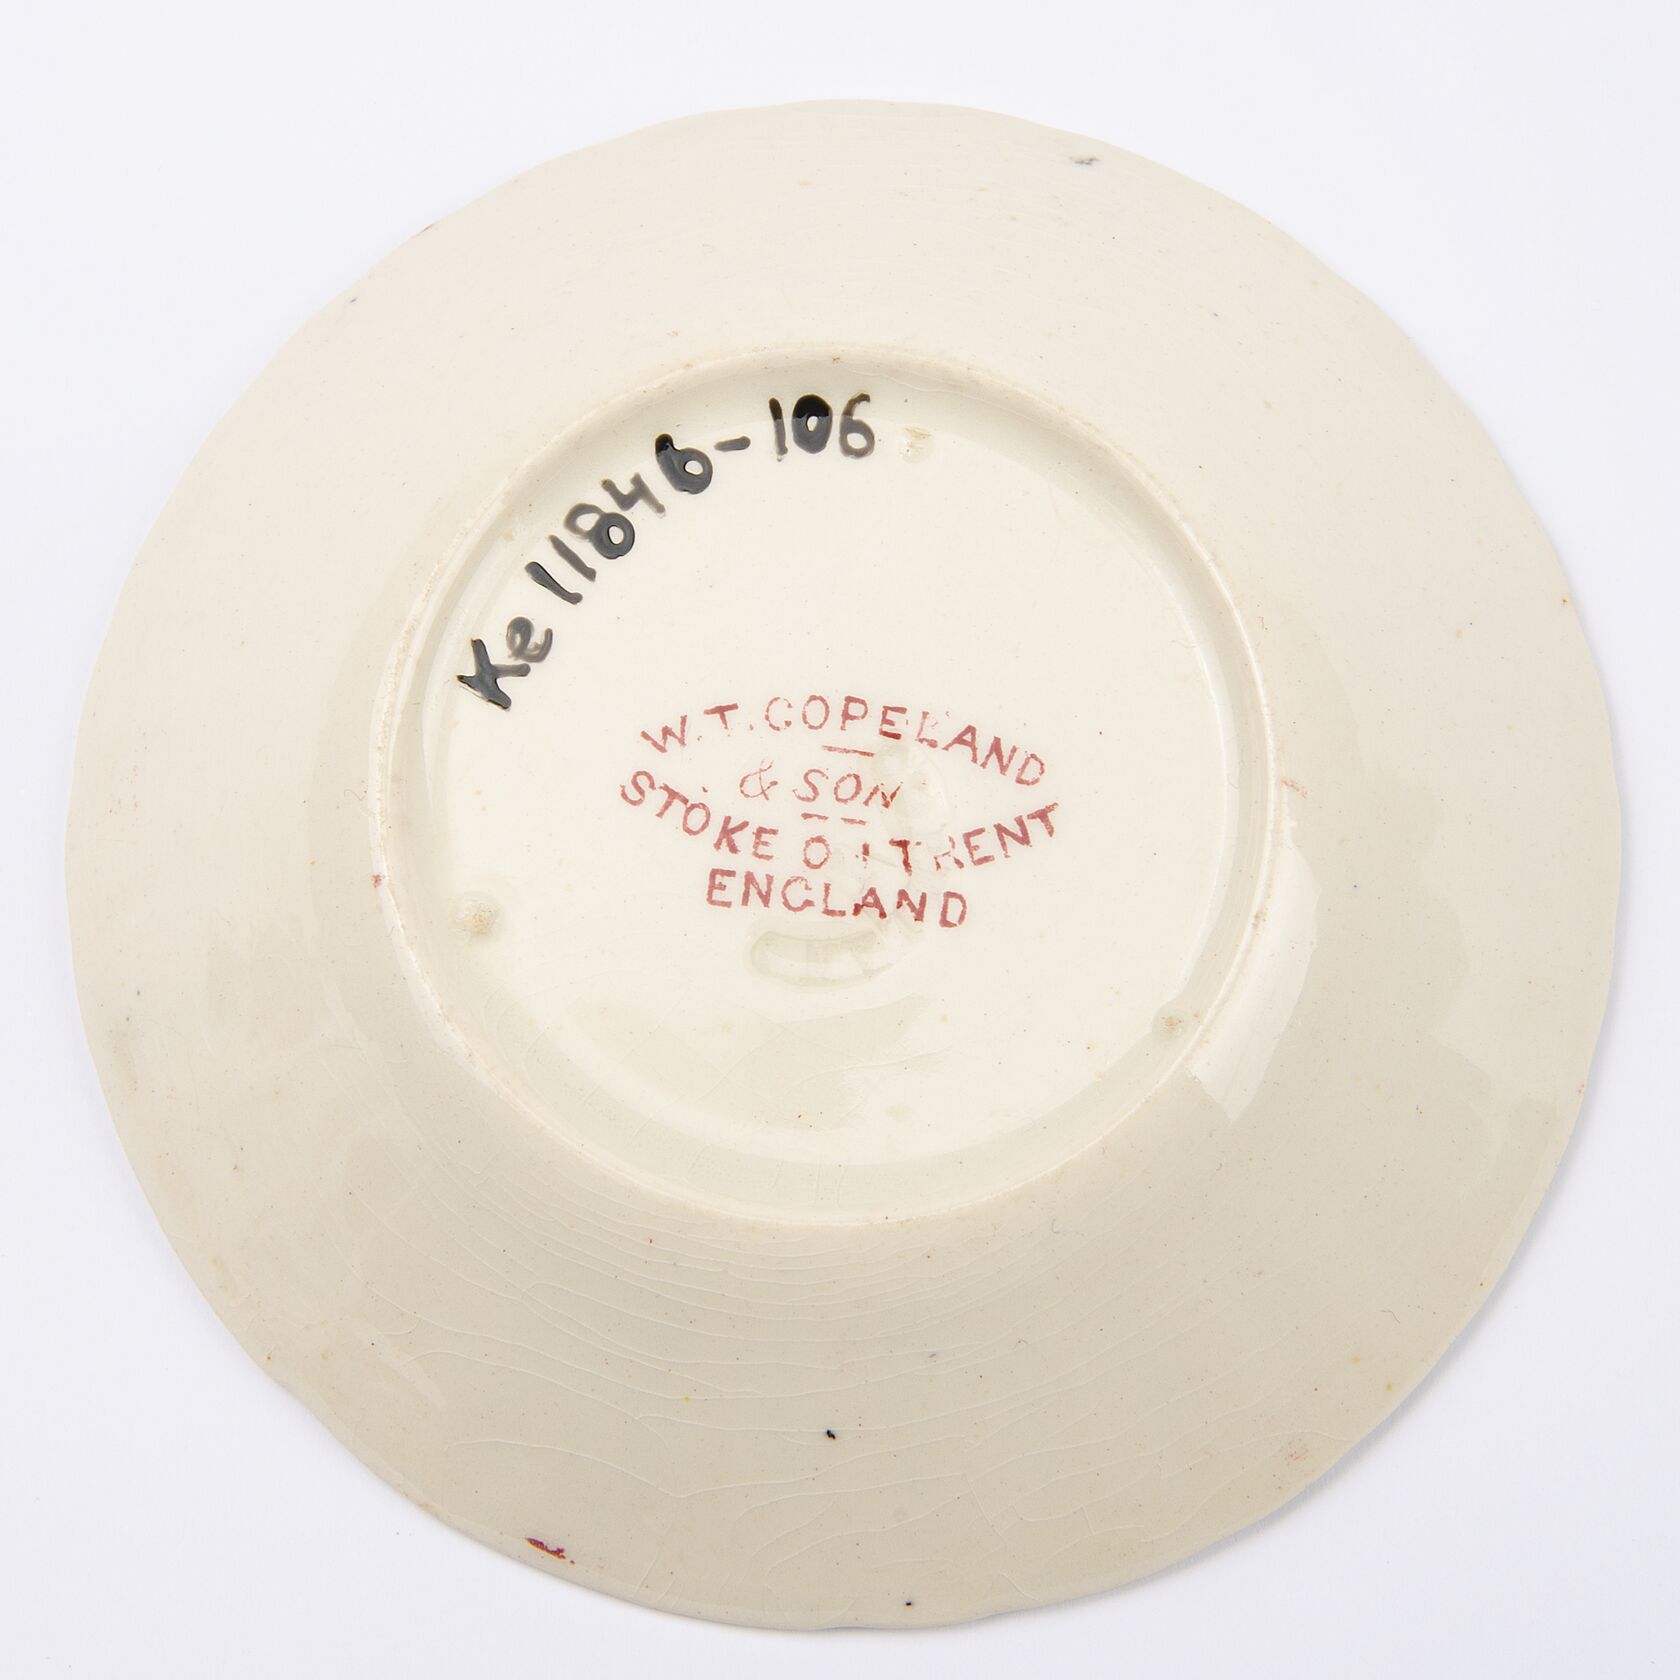 Ke 11846-106
W.T. COPELAND
& SON
STOKE ON TRENT
ENGLAND